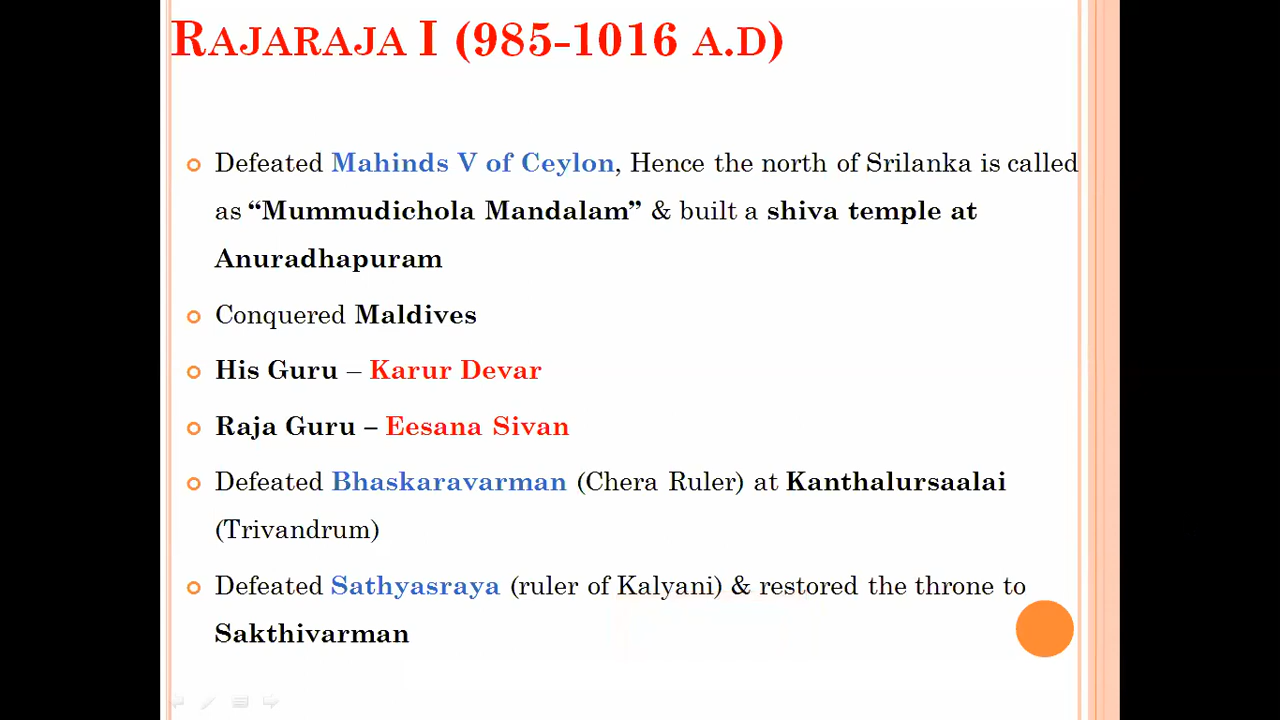 RAJARAJA I (985-1016 A.D)
Defeated Mahinds V of Ceylon, Hence the north of Srilanka is called
as “Mummudichola Mandalam” & built a shiva temple at
Anuradhapuram
Conquered Maldives
His Guru – Karur Devar
Raja Guru – Eesana Sivan
Defeated Bhaskaravarman (Chera Ruler) at Kanthalursaalai
(Trivandrum)
Defeated Sathyasraya (ruler of Kalyani) & restored the throne to
Sakthivarman